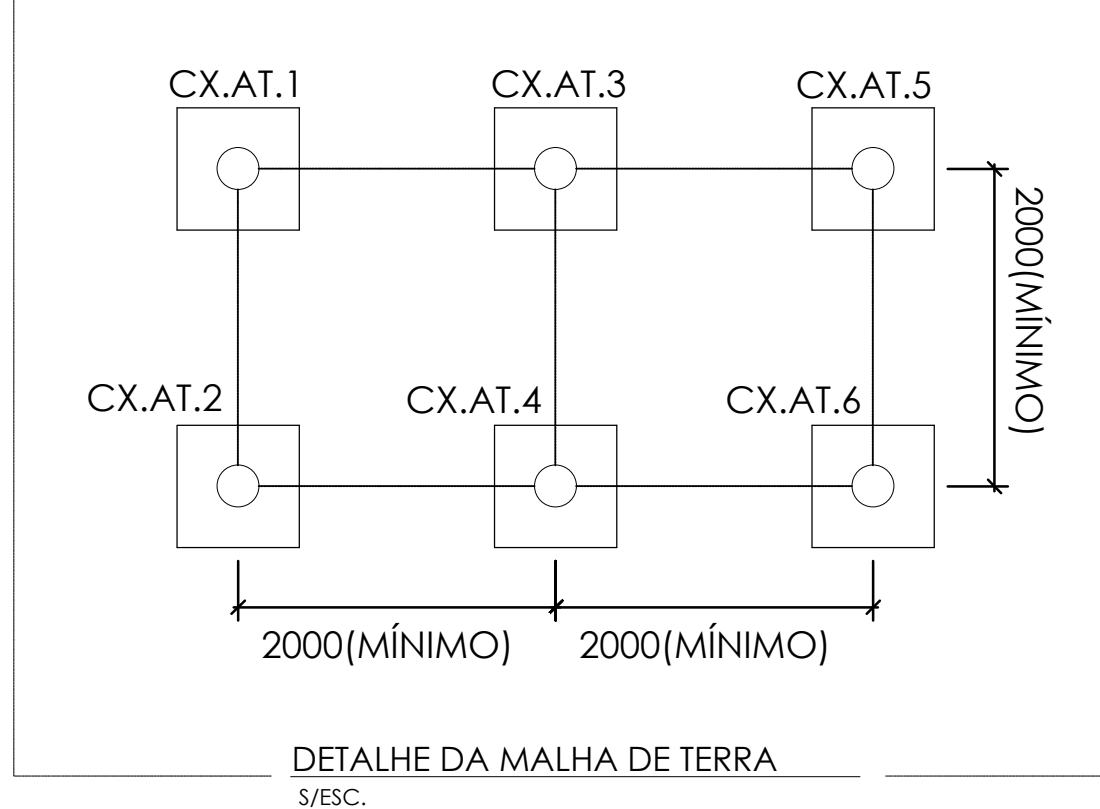 CX.AT.1
CX.AT.3
CX.AT.5
2000(MÍNIMO)
CX.AT.2
CX.AT.4
CX.AT.6
2000(MÍNIMO)
2000(MÍNIMO)
DETALHE DA MALHA DE TERRA
S/ESC.